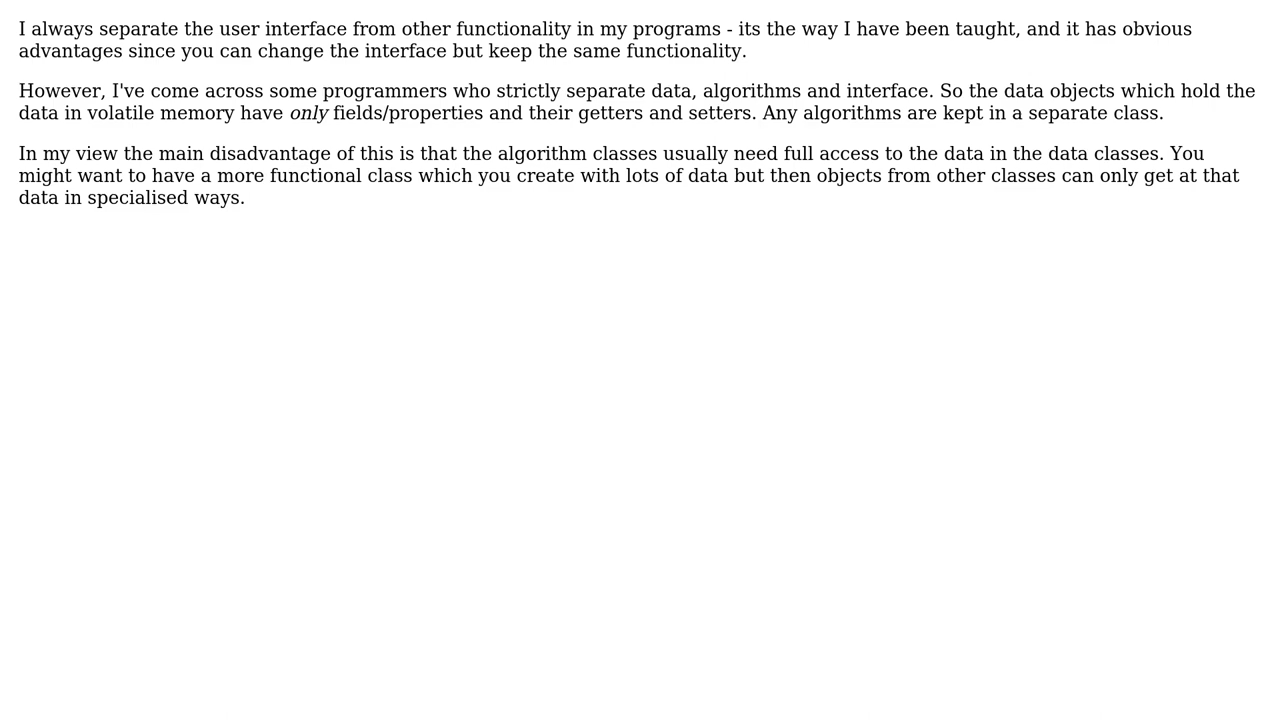 I always separate the user interface from other functionality in my programs - its the way I have been taught, and it has obvious
advantages since you can change the interface but keep the same functionality.
However, I've come across some programmers who strictly separate data, algorithms and interface. So the data objects which hold the
data in volatile memory have only fields/properties and their getters and setters. Any algorithms are kept in a separate class.
In my view the main disadvantage of this is that the algorithm classes usually need full access to the data in the data classes. You
might want to have a more functional class which you create with lots of data but then objects from other classes can only get at that
data in specialised ways.